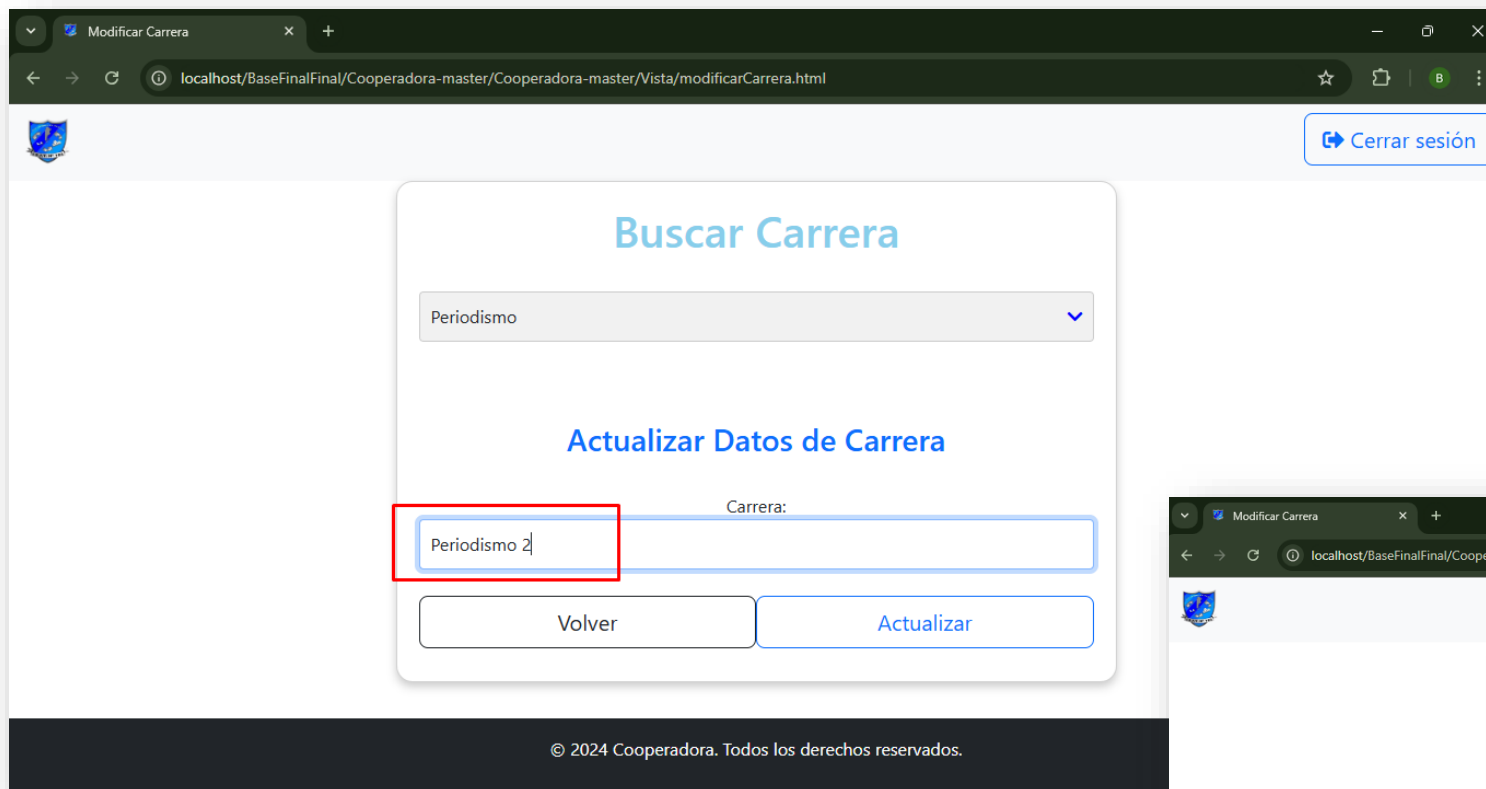 Modificar Carrera
localhost/BaseFinalFinal/Cooperadora-master/Cooperadora-master/Vista/modificarCarrera.html
B
Cerrar sesión
Buscar Carrera
Periodismo
Actualizar Datos de Carrera
Carrera:
Periodismo 2
Volver Actualizar
© 2024 Cooperadora. Todos los derechos reservados.
Modificar Carrera
localhost/BaseFinalFinal/Coope